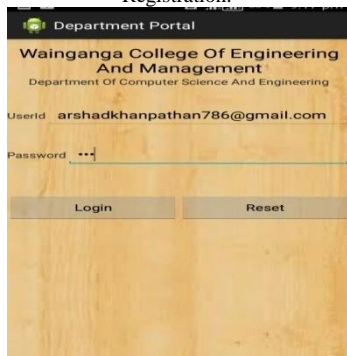 Registration.
Department Portal
Wainganga College Of Engineering
And Management
Department Of Computer Science And Engineering
UserId arshadkhanpathan786@gmail.com
Password •••
Login Reset